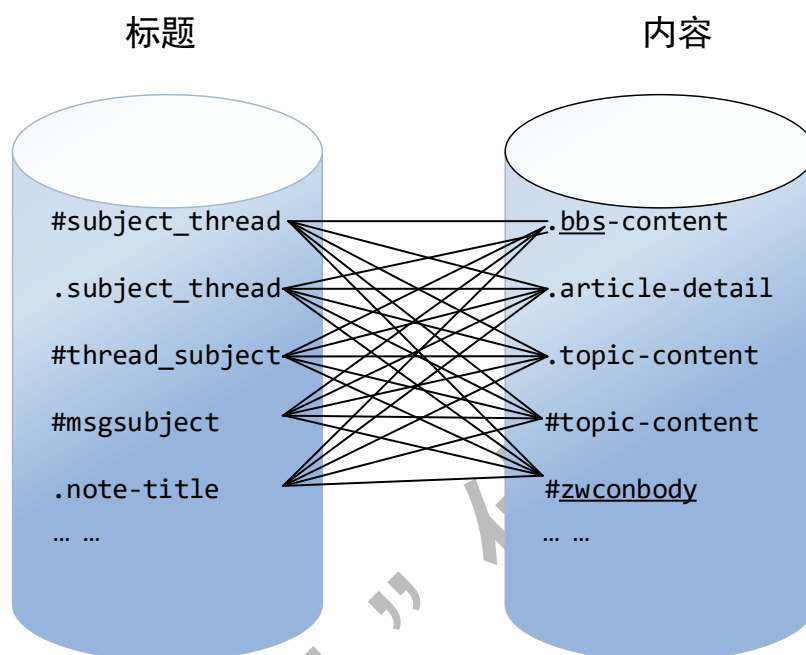 标题 内容
#subject_thread .bbs-content
.subject_thread .article-detail
#thread_subject .topic-content
#msgsubject #topic-content
.note-title #zwconbody
… … … …
”